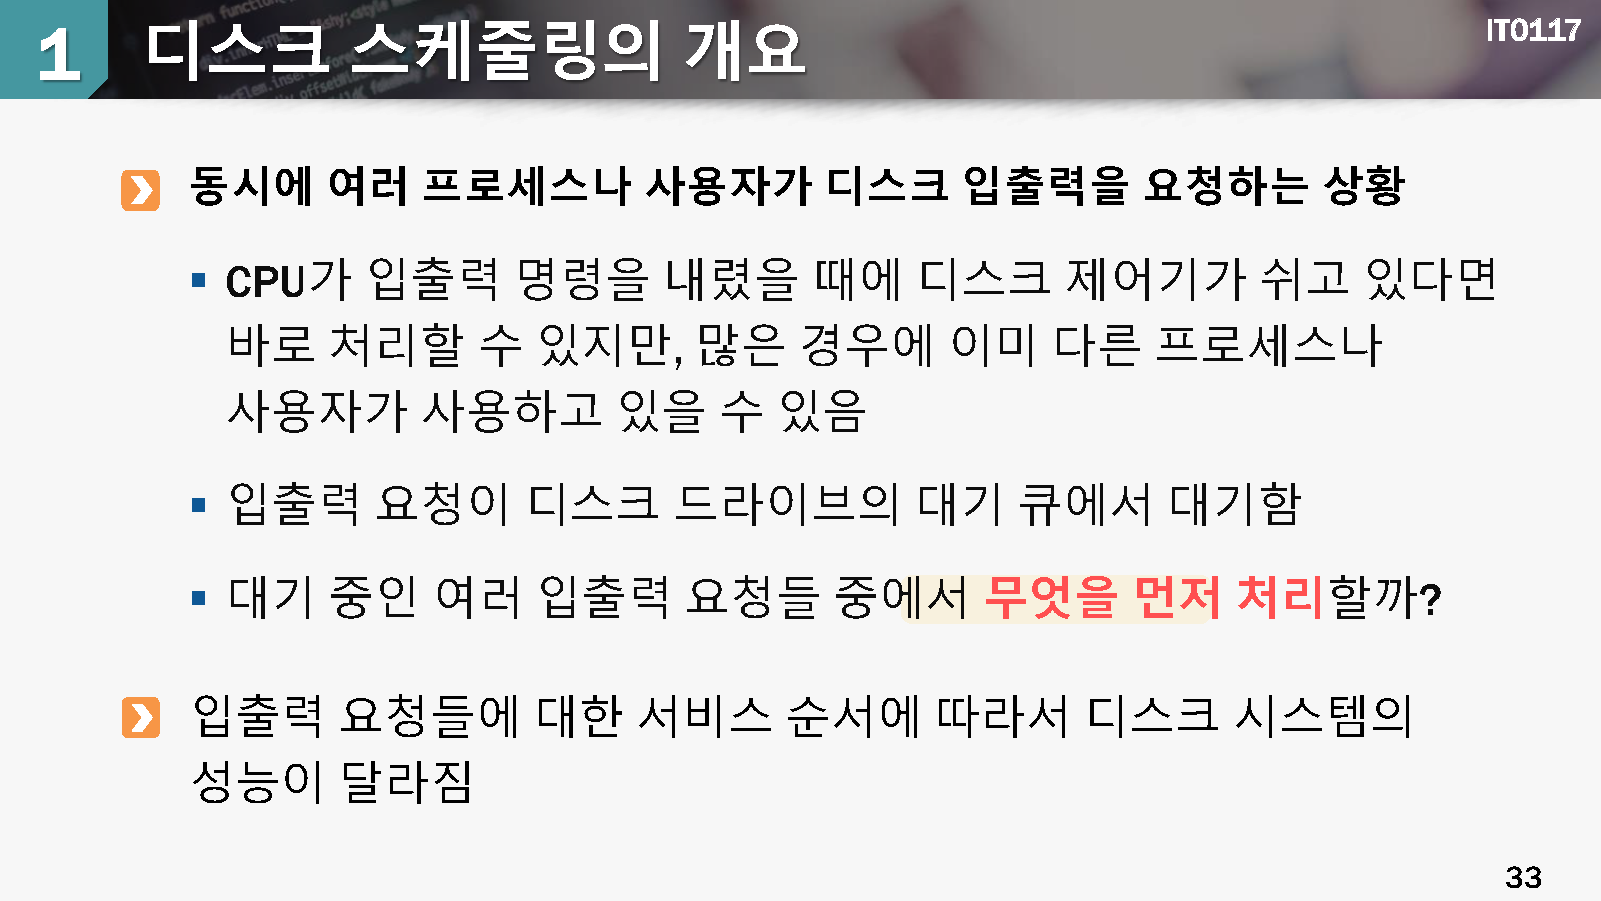 1
디스크 스케줄링의 개요
IT0117
동시에 여러 프로세스나 사용자가 디스크 입출력을 요청하는 상황
CPU가 입출력 명령을 내렸을 때에 디스크 제어기가 쉬고 있다면
바로 처리할 수 있지만, 많은 경우에 이미 다른 프로세스나
사용자가 사용하고 있을 수 있음
입출력 요청이 디스크 드라이브의 대기 큐에서 대기함
대기 중인 여러 입출력 요청들 중에서 무엇을 먼저 처리할까?
입출력 요청들에 대한 서비스 순서에 따라서 디스크 시스템의
성능이 달라짐
33